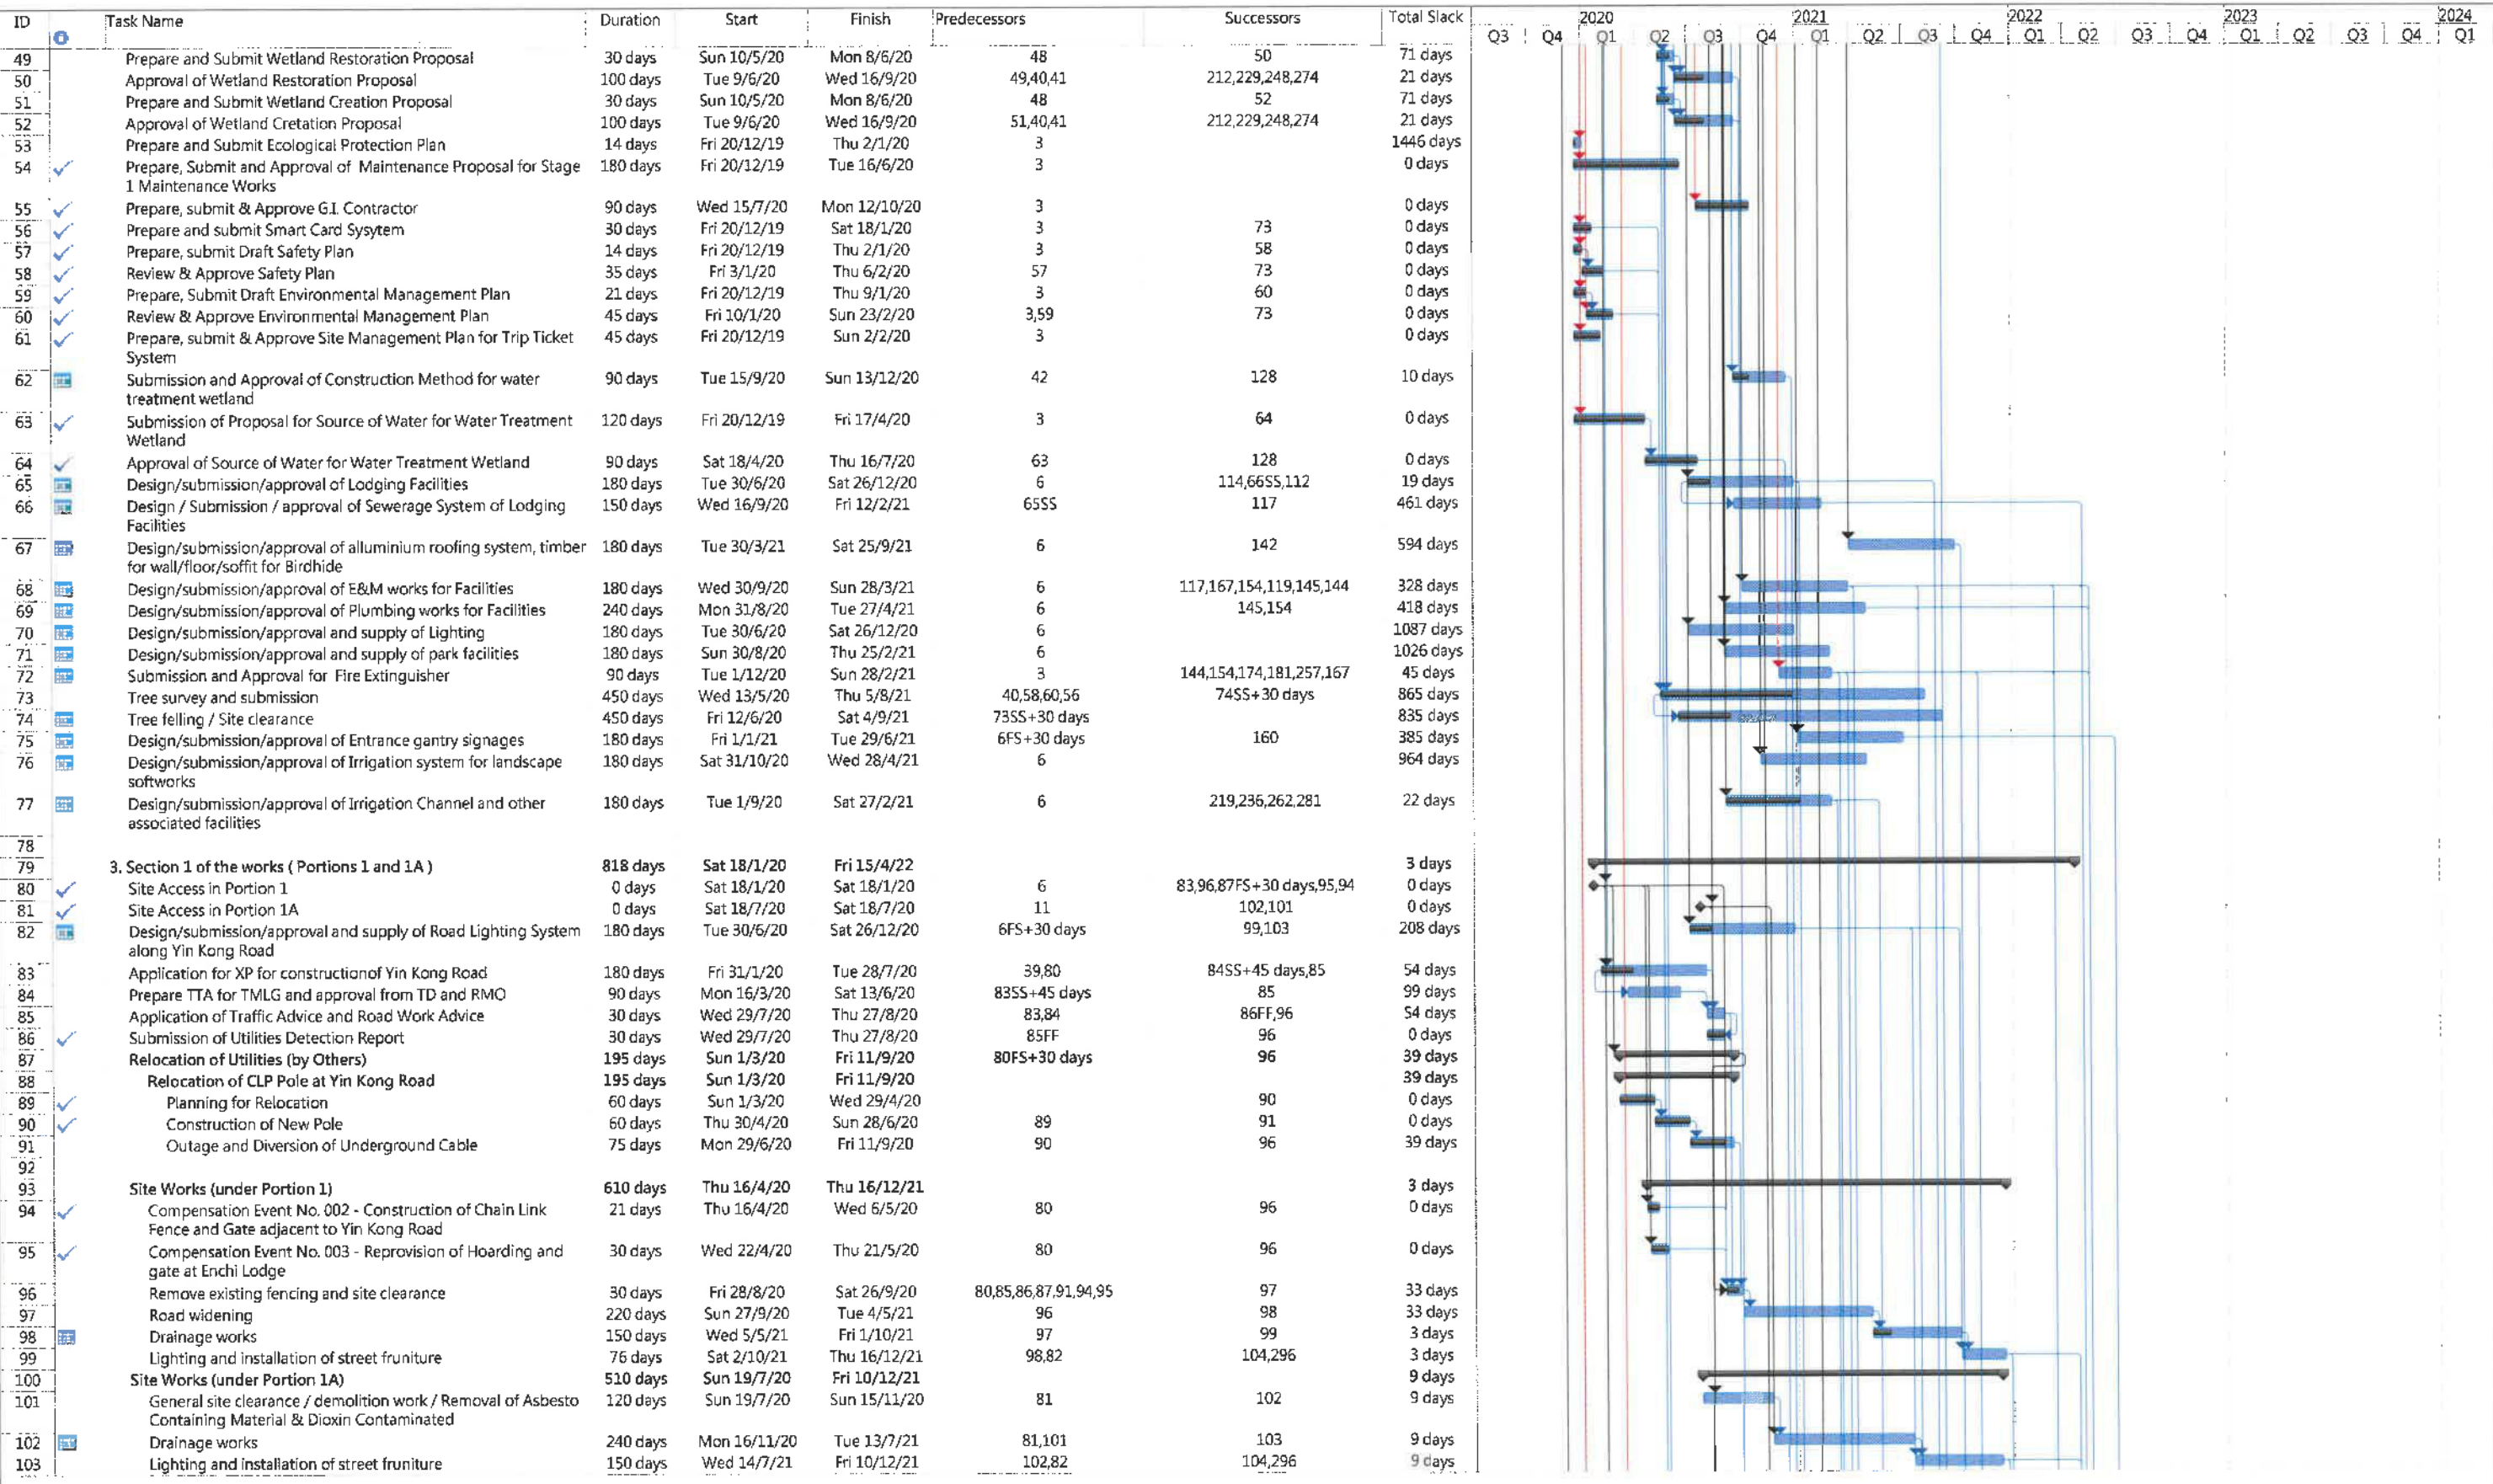 ID Task Name Duration Start Finish Predecessors Successors Total Slack 2020 2021 2022 2023 2024
Q3 Q4 Q1 Q2 Q3 Q4 Q1 Q2 Q3 Q4 Q1 Q2 Q3 Q4 Q1 Q2 Q3 Q4 Q1
49 Prepare and Submit Wetland Restoration Proposal 30 days Sun 10/5/20 Mon 8/6/20 48 50 71 days
50 Approval of Wetland Restoration Proposal 100 days Tue 9/6/20 Wed 16/9/20 49,40,41 212,229,248,274 21 days
51 Prepare and Submit Wetland Creation Proposal 30 days Sun 10/5/20 Mon 8/6/20 48 52 71 days
52 Approval of Wetland Cretation Proposal 100 days Tue 9/6/20 Wed 16/9/20 51,40,41 212,229,248,274 21 days
53 Prepare and Submit Ecological Protection Plan 14 days Fri 20/12/19 Thu 2/1/20 3 1446 days
54 Prepare, Submit and Approval of Maintenance Proposal for Stage 180 days Fri 20/12/19 Tue 16/6/20 3 0 days
1 Maintenance Works
55 Prepare, submit & Approve G.I. Contractor 90 days Wed 15/7/20 Mon 12/10/20 3 0 days
56 Prepare and submit Smart Card Sysytem 30 days Fri 20/12/19 Sat 18/1/20 3 73 0 days
57 Prepare, submit Draft Safety Plan 14 days Fri 20/12/19 Thu 2/1/20 3 58 0 days
58 Review & Approve Safety Plan 35 days Fri 3/1/20 Thu 6/2/20 57 73 0 days
59 Prepare, Submit Draft Environmental Management Plan 21 days Fri 20/12/19 Thu 9/1/20 3 60 0 days
60 Review & Approve Environmental Management Plan 45 days Fri 10/1/20 Sun 23/2/20 3,59 73 0 days
61 Prepare, submit & Approve Site Management Plan for Trip Ticket 45 days Fri 20/12/19 Sun 2/2/20 3 0 days
System
62 Submission and Approval of Construction Method for water 90 days Tue 15/9/20 Sun 13/12/20 42 128 10 days
treatment wetland
63 Submission of Proposal for Source of Water for Water Treatment 120 days Fri 20/12/19 Fri 17/4/20 3 64 0 days
Wetland
64 Approval of Source of Water for Water Treatment Wetland 90 days Sat 18/4/20 Thu 16/7/20 63 128 0 days
65 Design/submission/approval of Lodging Facilities 180 days Tue 30/6/20 Sat 26/12/20 6 114,66SS,112 19 days
66 Design / Submission / approval of Sewerage System of Lodging 150 days Wed 16/9/20 Fri 12/2/21 65SS 117 461 days
Facilities
67 Design/submission/approval of alluminium roofing system, timber 180 days Tue 30/3/21 Sat 25/9/21 6 142 594 days
for wall/floor/soffit for Birdhide
68 Design/submission/approval of E&M works for Facilities 180 days Wed 30/9/20 Sun 28/3/21 6 117,167,154,119,145,144 328 days
69 Design/submission/approval of Plumbing works for Facilities 240 days Mon 31/8/20 Tue 27/4/21 6 145,154 418 days
70 Design/submission/approval and supply of Lighting 180 days Tue 30/6/20 Sat 26/12/20 6 1087 days
71 Design/submission/approval and supply of park facilities 180 days Sun 30/8/20 Thu 25/2/21 6 1026 days
72 Submission and Approval for Fire Extinguisher 90 days Tue 1/12/20 Sun 28/2/21 3 144,154,174,181,257,167 45 days
73 Tree survey and submission 450 days Wed 13/5/20 Thu 5/8/21 40,58,60,56 74SS+30 days 865 days
74 Tree felling / Site clearance 450 days Fri 12/6/20 Sat 4/9/21 73SS+30 days 835 days
75 Design/submission/approval of Entrance gantry signages 180 days Fri 1/1/21 Tue 29/6/21 6FS+30 days 160 385 days
76 Design/submission/approval of Irrigation system for landscape 180 days Sat 31/10/20 Wed 28/4/21 6 964 days
softworks
77 Design/submission/approval of Irrigation Channel and other 180 days Tue 1/9/20 Sat 27/2/21 6 219,236,262,281 22 days
associated facilities
78
79 3. Section 1 of the works ( Portions 1 and 1A ) 818 days Sat 18/1/20 Fri 15/4/22 3 days
80 Site Access in Portion 1 0 days Sat 18/1/20 Sat 18/1/20 6 83,96,87FS+30 days,95,94 0 days
81 Site Access in Portion 1A 0 days Sat 18/7/20 Sat 18/7/20 11 102,101 0 days
82 Design/submission/approval and supply of Road Lighting System 180 days Tue 30/6/20 Sat 26/12/20 6FS+30 days 99,103 208 days
along Yin Kong Road
83 Application for XP for constructionof Yin Kong Road 180 days Fri 31/1/20 Tue 28/7/20 39,80 84SS+45 days,85 54 days
84 Prepare TTA for TMLG and approval from TD and RMO 90 days Mon 16/3/20 Sat 13/6/20 83SS+45 days 85 99 days
85 Application of Traffic Advice and Road Work Advice 30 days Wed 29/7/20 Thu 27/8/20 83,84 86FF,96 54 days
86 Submission of Utilities Detection Report 30 days Wed 29/7/20 Thu 27/8/20 85FF 96 0 days
87 Relocation of Utilities (by Others) 195 days Sun 1/3/20 Fri 11/9/20 80FS+30 days 96 39 days
88 Relocation of CLP Pole at Yin Kong Road 195 days Sun 1/3/20 Fri 11/9/20 39 days
89 Planning for Relocation 60 days Sun 1/3/20 Wed 29/4/20 90 0 days
90 Construction of New Pole 60 days Thu 30/4/20 Sun 28/6/20 89 91 0 days
91 Outage and Diversion of Underground Cable 75 days Mon 29/6/20 Fri 11/9/20 90 96 39 days
92
93 Site Works (under Portion 1) 610 days Thu 16/4/20 Thu 16/12/21 3 days
94 Compensation Event No. 002 - Construction of Chain Link 21 days Thu 16/4/20 Wed 6/5/20 80 96 0 days
Fence and Gate adjacent to Yin Kong Road
95 Compensation Event No. 003 - Reprovision of Hoarding and 30 days Wed 22/4/20 Thu 21/5/20 80 96 0 days
gate at Enchi Lodge
96 Remove existing fencing and site clearance 30 days Fri 28/8/20 Sat 26/9/20 80,85,86,87,91,94,95 97 33 days
97 Road widening 220 days Sun 27/9/20 Tue 4/5/21 96 98 33 days
98 Drainage works 150 days Wed 5/5/21 Fri 1/10/21 97 99 3 days
99 Lighting and installation of street fruniture 76 days Sat 2/10/21 Thu 16/12/21 98,82 104,296 3 days
100 Site Works (under Portion 1A) 510 days Sun 19/7/20 Fri 10/12/21 9 days
101 General site clearance / demolition work / Removal of Asbesto 120 days Sun 19/7/20 Sun 15/11/20 81 102 9 days
Containing Material & Dioxin Contaminated
102 Drainage works 240 days Mon 16/11/20 Tue 13/7/21 81,101 103 9 days
103 Lighting and installation of street fruniture 150 days Wed 14/7/21 Fri 10/12/21 102,82 104,296 9 days